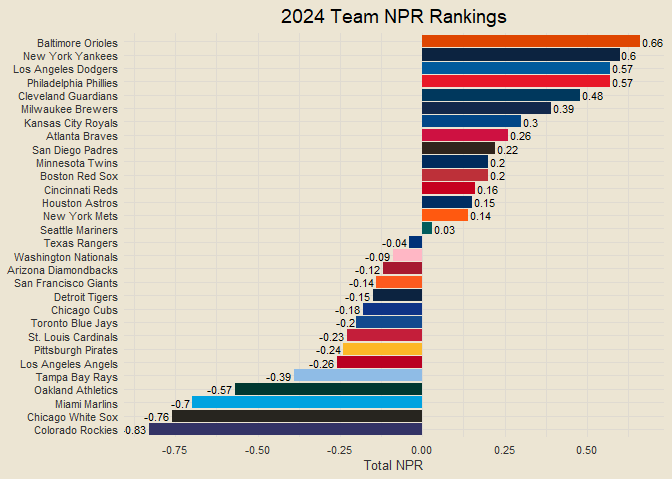 2024 Team NPR Rankings
Baltimore Orioles 0.66
New York Yankees 0.6
Los Angeles Dodgers 0.57
Philadelphia Phillies 0.57
Cleveland Guardians 0.48
Milwaukee Brewers 0.39
Kansas City Royals 0.3
Atlanta Braves 0.26
San Diego Padres 0.22
Minnesota Twins 0.2
Boston Red Sox 0.2
Cincinnati Reds 0.16
Houston Astros 0.15
New York Mets 0.14
Seattle Mariners 0.03
Texas Rangers -0.04
Washington Nationals -0.09
Arizona Diamondbacks -0.12
San Francisco Giants -0.14
Detroit Tigers -0.15
Chicago Cubs -0.18
Toronto Blue Jays -0.2
St. Louis Cardinals -0.23
Pittsburgh Pirates -0.24
Los Angeles Angels -0.26
Tampa Bay Rays -0.39
Oakland Athletics -0.57
Miami Marlins -0.7
Chicago White Sox -0.76
Colorado Rockies -0.83
-0.75 -0.50 -0.25 0.00 0.25 0.50
Total NPR